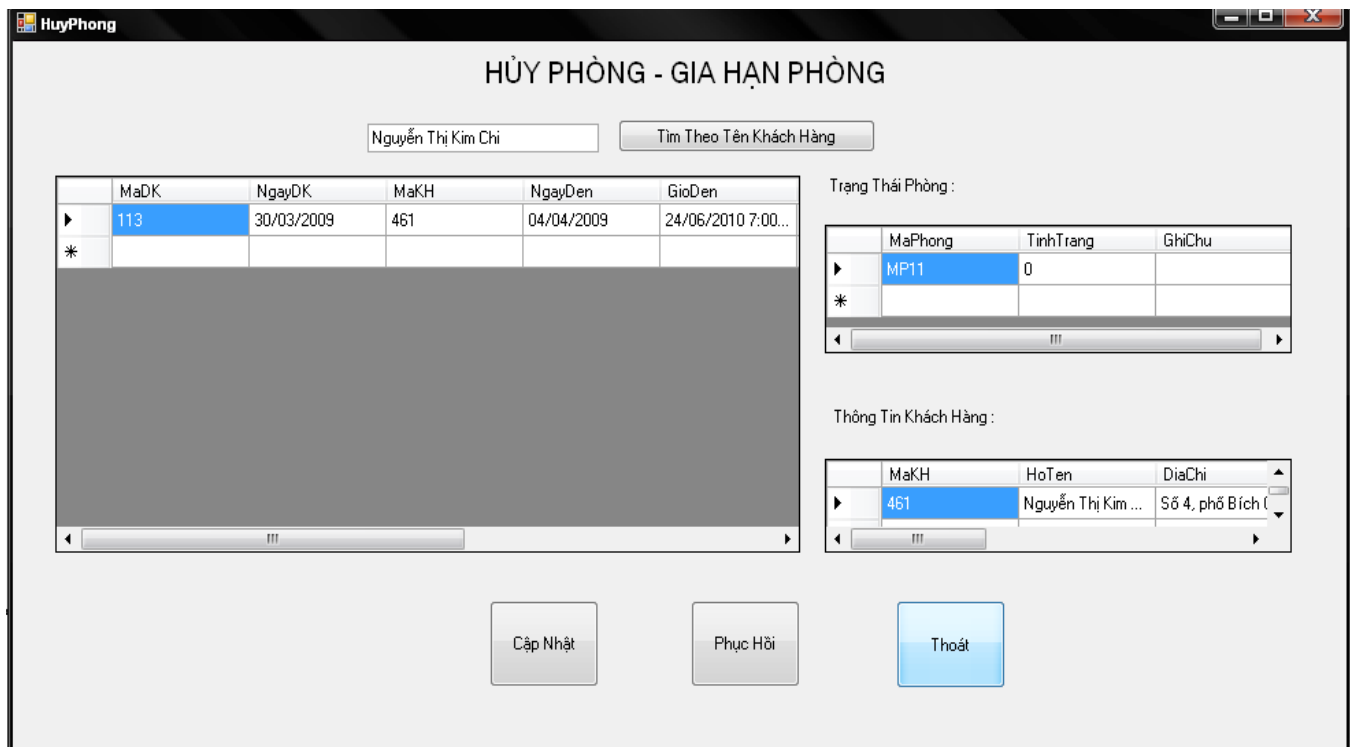 HuyPhong
HỦY PHÒNG - GIA HẠN PHÒNG
Nguyễn Thị Kim Chi Tìm Theo Tên Khách Hàng
MaDK NgayDK MaKH NgayDen GioDen
113 30/03/2009 461 04/04/2009 24/06/2010 7:00...
Trạng Thái Phòng :
MaPhong TinhTrang GhiChu
MP11 0
Thông Tin Khách Hàng :
MaKH HoTen DiaChi
461 Nguyễn Thị Kim ... Số 4, phố Bích
Cập Nhật Phục Hồi Thoát